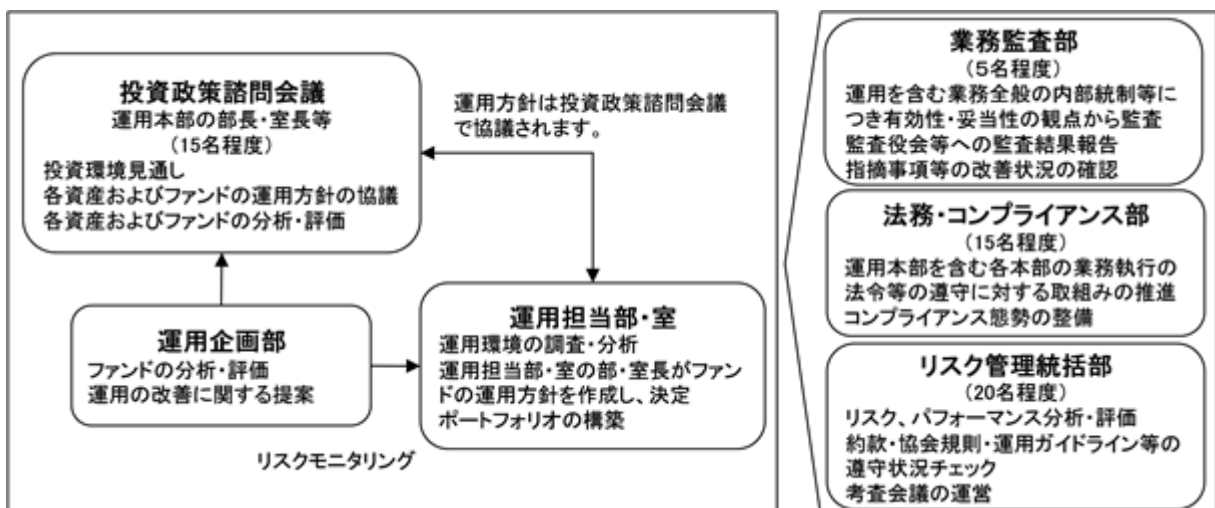 投資政策諮問会議
運用本部の部長・室長等
(15名程度)
投資環境見通し
各資産およびファンドの運用方針の協議
各資産およびファンドの分析・評価
運用方針は投資政策諮問会議
で協議されます。
運用企画部
ファンドの分析・評価
運用の改善に関する提案
運用担当部・室
運用環境の調査・分析
運用担当部・室の部・室長がファン
ドの運用方針を作成し、決定
ポートフォリオの構築
リスクモニタリング
業務監査部
(5名程度)
運用を含む業務全般の内部統制等に
つき有効性・妥当性の観点から監査
監査役会等への監査結果報告
指摘事項等の改善状況の確認
法務・コンプライアンス部
(15名程度)
運用本部を含む各本部の業務執行の
法令等の遵守に対する取組みの推進
コンプライアンス態勢の整備
リスク管理統括部
(20名程度)
リスク、パフォーマンス分析・評価
約款・協会規則・運用ガイドライン等の
遵守状況チェック
考査会議の運営